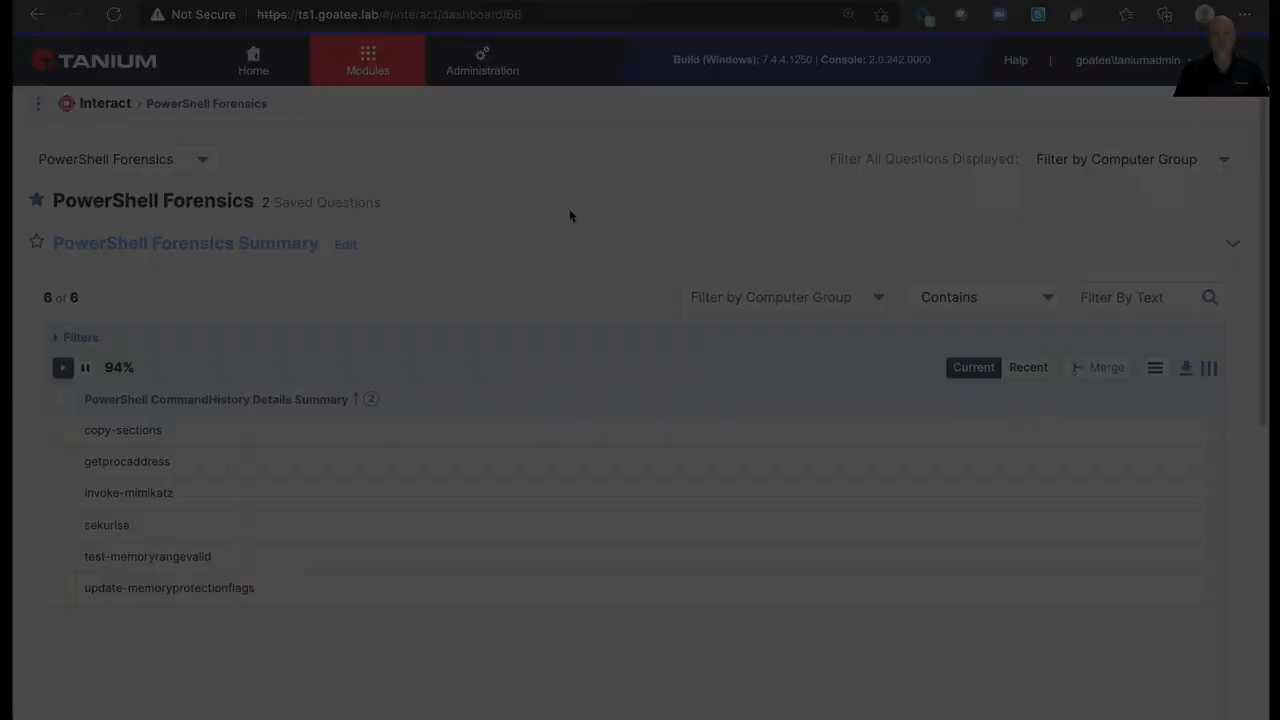 Not Secure https://ts1.goatee.lab/#/interact/dashboard/66
TANIUM
Home
Modules
Administration
Build (Windows): 7.4.4.1250 | Console: 2.0.242.0000
Help | goatee\taniumadmin
Interact › PowerShell Forensics
PowerShell Forensics
Filter All Questions Displayed: Filter by Computer Group
PowerShell Forensics 2 Saved Questions
PowerShell Forensics Summary Edit
6 of 6
Filter by Computer Group
Contains
Filter By Text
Filters
94%
Current Recent Merge
PowerShell CommandHistory Details Summary ↑ 2
copy-sections
getprocaddress
invoke-mimikatz
sekurlsa
test-memoryrangevalid
update-memoryprotectionflags